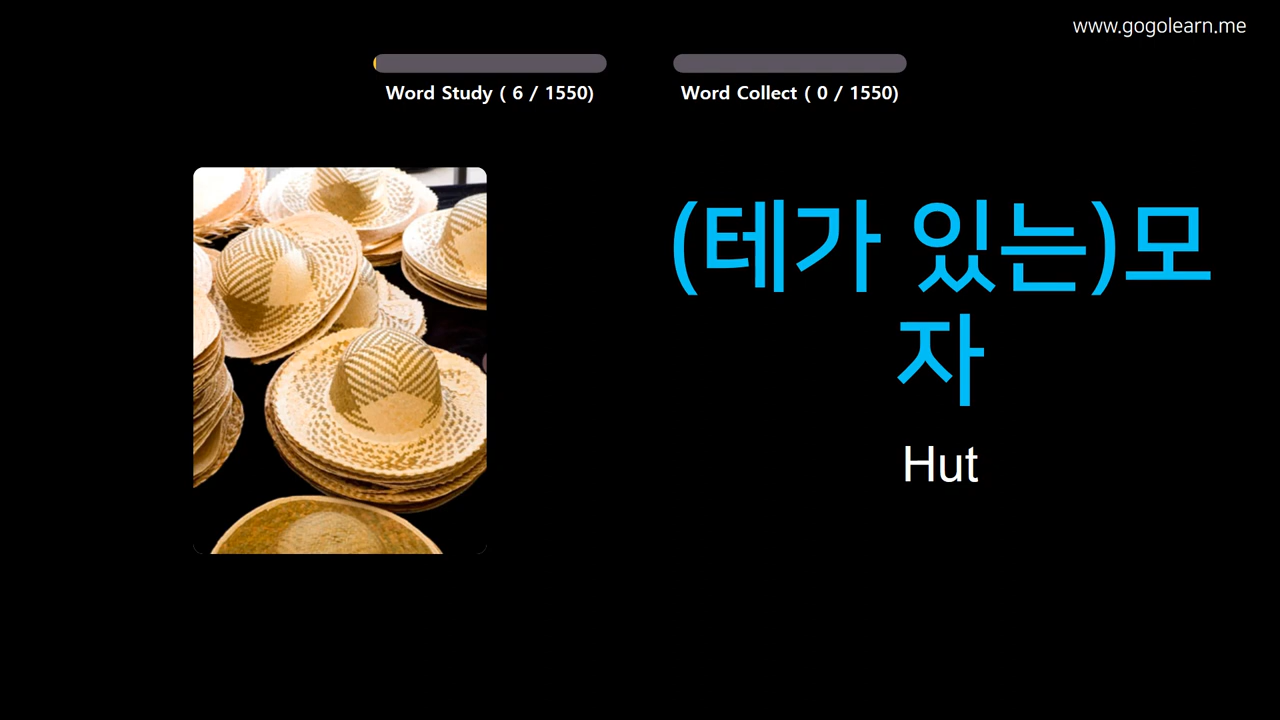 www.gogolearn.me
Word Study ( 6 / 1550)
Word Collect ( 0 / 1550)
(테가 있는)모
자
Hut